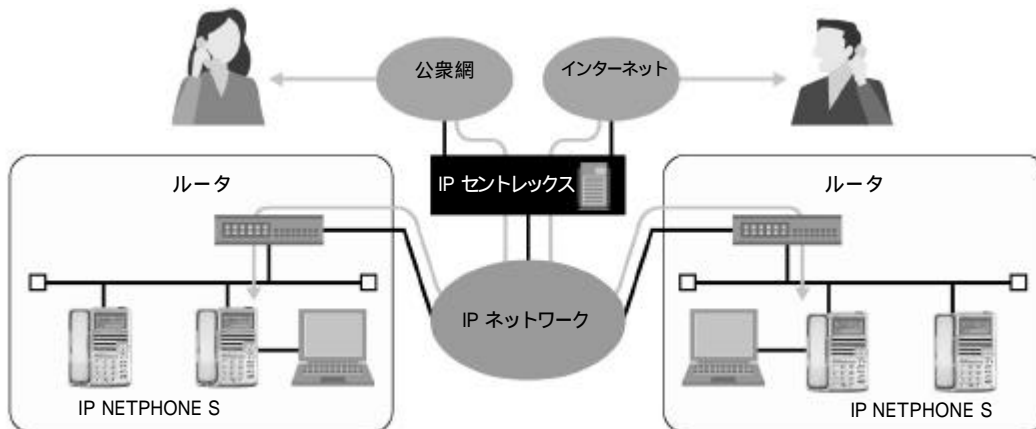 公衆網
インターネット
IP セントレックス
ルータ
ルータ
IP ネットワーク
IP NETPHONE S
IP NETPHONE S